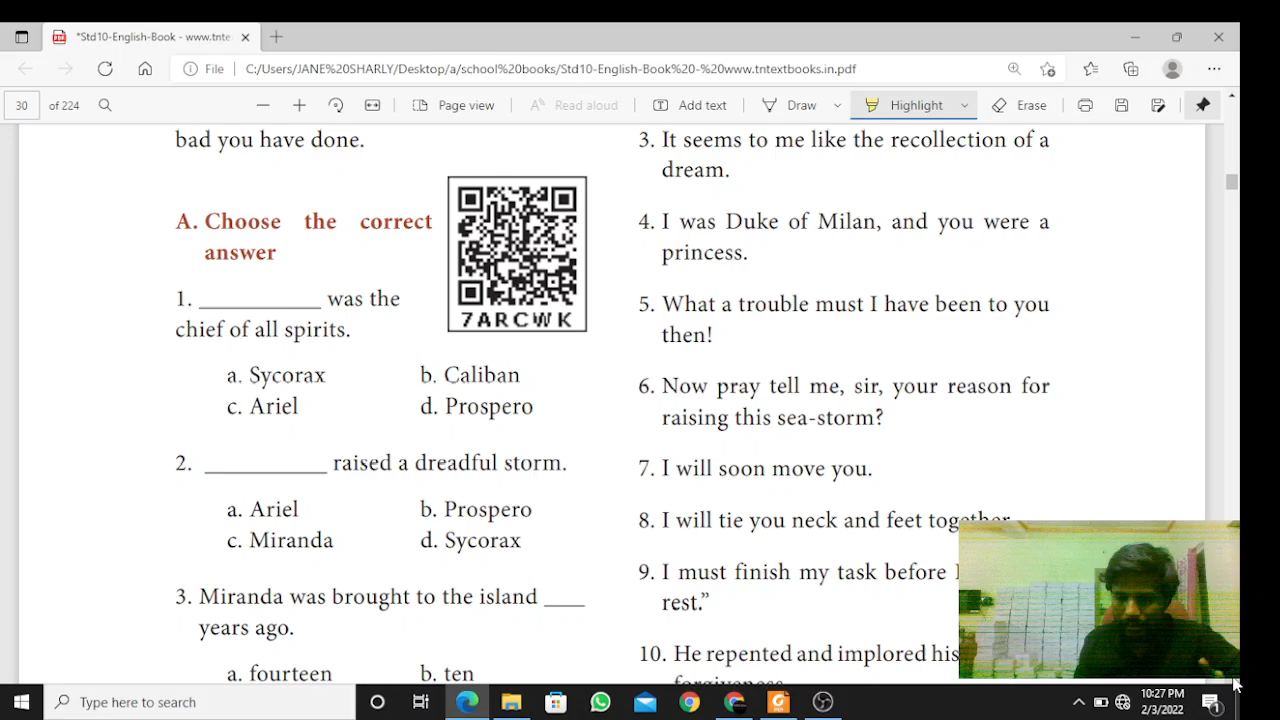 *Std10-English-Book - www.tnte
File
C:/Users/JANE%20SHARLY/Desktop/a/school%20books/Std10-English-Book%20-%20www.tntextbooks.in.pdf
30 of 224
Page view
Read aloud
Add text
Draw
Highlight
Erase
bad you have done.
A. Choose the correct
answer
7ARCWK
1. ____________ was the
chief of all spirits.
a. Sycorax b. Caliban
c. Ariel d. Prospero
2. ____________ raised a dreadful storm.
a. Ariel b. Prospero
c. Miranda d. Sycorax
3. Miranda was brought to the island ____
years ago.
a. fourteen b. ten
3. It seems to me like the recollection of a
dream.
4. I was Duke of Milan, and you were a
princess.
5. What a trouble must I have been to you
then!
6. Now pray tell me, sir, your reason for
raising this sea-storm?
7. I will soon move you.
8. I will tie you neck and feet together
9. I must finish my task before
rest.”
10. He repented and implored his
forgiveness
Type here to search
10:27 PM
2/3/2022
1